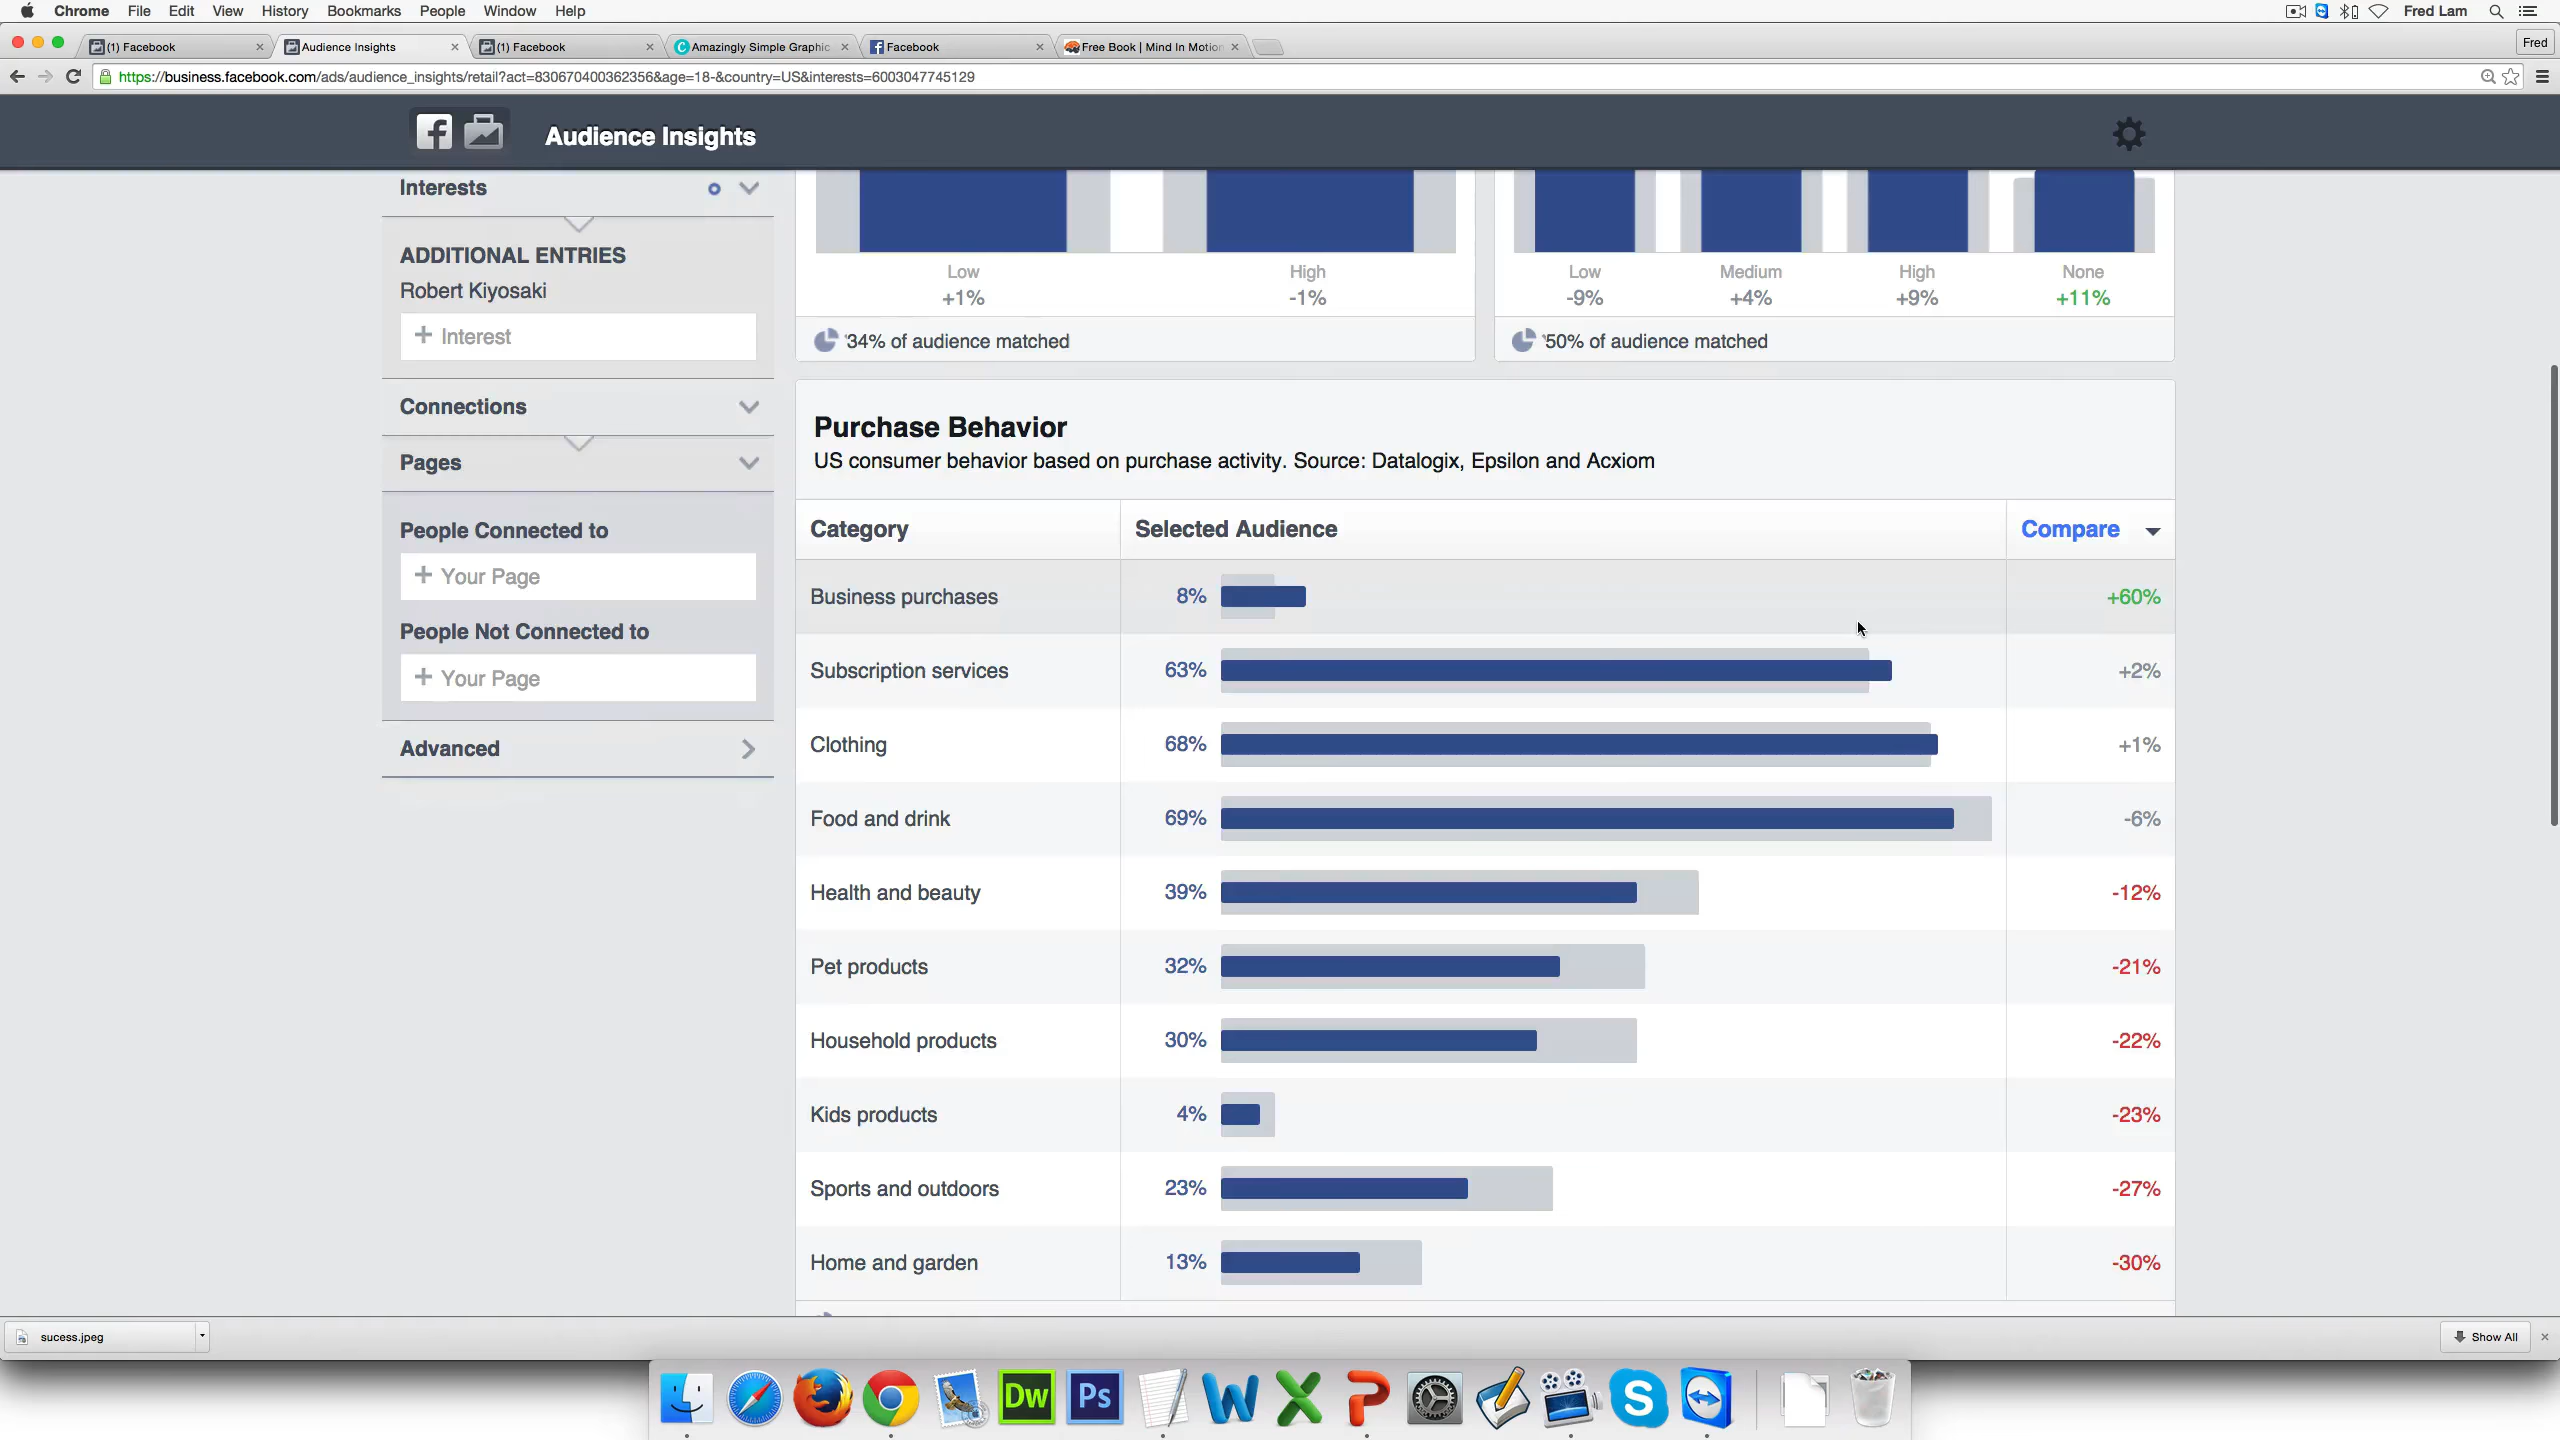 Chrome File Edit View History Bookmarks People Window Help Fred Lam
(1) Facebook Audience Insights (1) Facebook Amazingly Simple Graphic Facebook Free Book | Mind In Motion Fred
https://business.facebook.com/ads/audience_insights/retail?act=830670400362356&age=18-&country=US&interests=6003047745129
Audience Insights
Interests
ADDITIONAL ENTRIES
Robert Kiyosaki
+ Interest
Connections
Pages
People Connected to
+ Your Page
People Not Connected to
+ Your Page
Advanced
Low High
+1% -1%
34% of audience matched
Low Medium High None
-9% +4% +9% +11%
50% of audience matched
Purchase Behavior
US consumer behavior based on purchase activity. Source: Datalogix, Epsilon and Acxiom
Category Selected Audience Compare
Business purchases 8% +60%
Subscription services 63% +2%
Clothing 68% +1%
Food and drink 69% -6%
Health and beauty 39% -12%
Pet products 32% -21%
Household products 30% -22%
Kids products 4% -23%
Sports and outdoors 23% -27%
Home and garden 13% -30%
sucess.jpeg Show All
Dw Ps W X P S